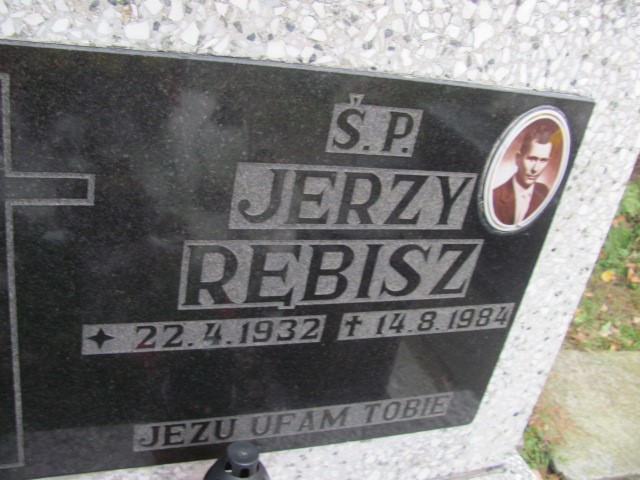 Ś.P.
JERZY
RĘBISZ
✦ 22.4.1932 ✝ 14.8.1984
JEZU UFAM TOBIE